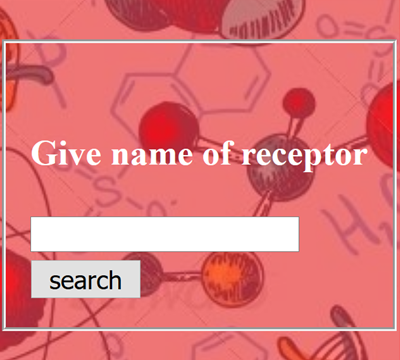 Give name of receptor
search